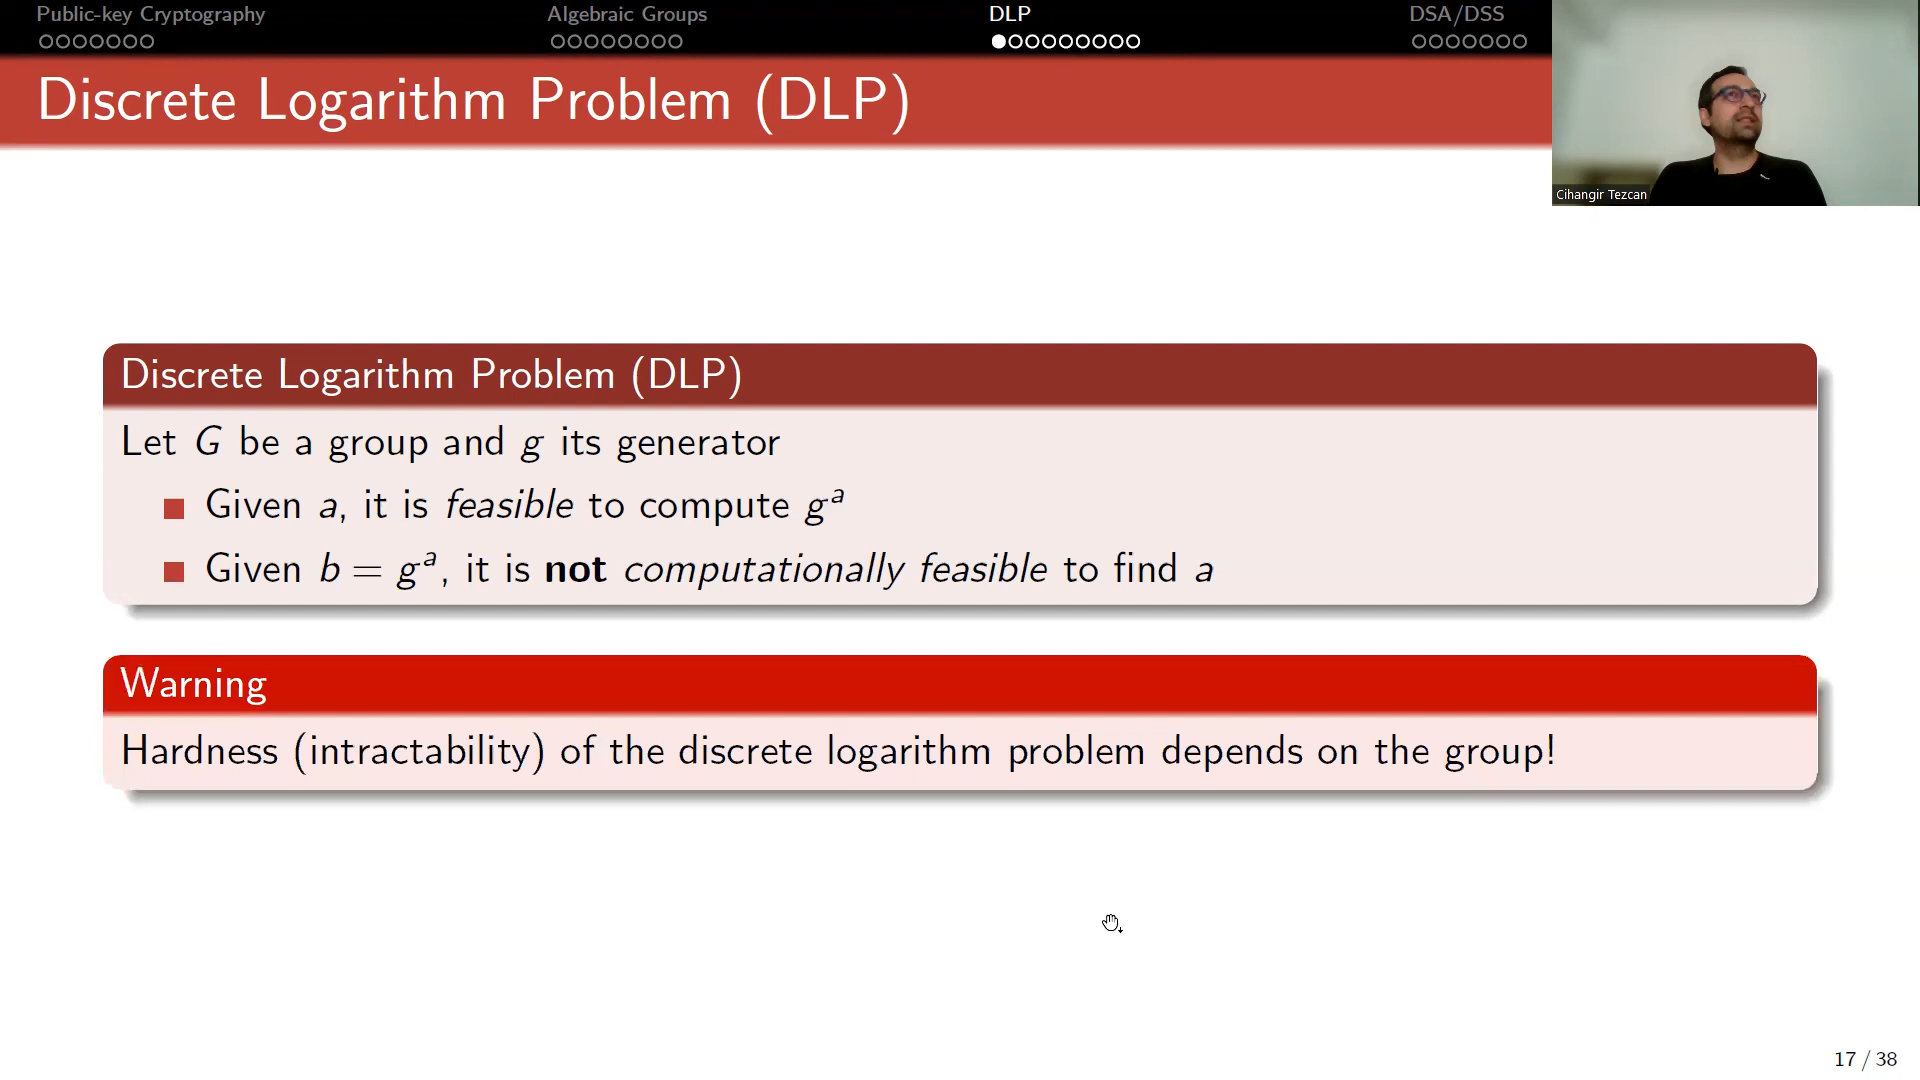 Public-key Cryptography
Algebraic Groups
DLP
DSA/DSS
Discrete Logarithm Problem (DLP)
Cihangir Tezcan
Discrete Logarithm Problem (DLP)
Let G be a group and g its generator
Given a, it is feasible to compute gᵃ
Given b = gᵃ, it is not computationally feasible to find a
Warning
Hardness (intractability) of the discrete logarithm problem depends on the group!
17 / 38